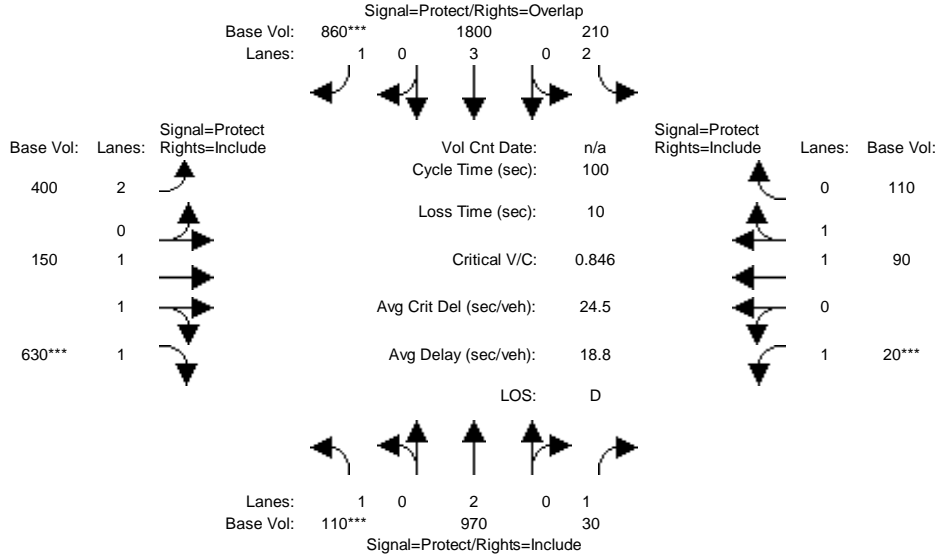 Signal=Protect/Rights=Overlap
Base Vol: 860*** 1800 210
Lanes: 1 0 3 0 2
Signal=Protect
Base Vol: Lanes: Rights=Include
Vol Cnt Date: n/a
Signal=Protect
Rights=Include Lanes: Base Vol:
Cycle Time (sec): 100
400 2
0 110
Loss Time (sec): 10
0
1
150 1
Critical V/C: 0.846
1 90
1
Avg Crit Del (sec/veh): 24.5
0
630*** 1
Avg Delay (sec/veh): 18.8
1 20***
LOS: D
Lanes: 1 0 2 0 1
Base Vol: 110*** 970 30
Signal=Protect/Rights=Include